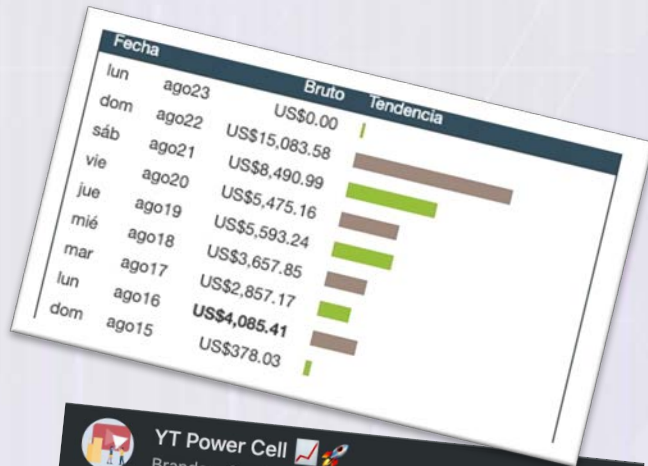 Fecha Bruto Tendencia
lun ago23 US$0.00
dom ago22 US$15,083.58
sáb ago21 US$8,490.99
vie ago20 US$5,475.16
jue ago19 US$5,593.24
mié ago18 US$3,657.85
mar ago17 US$2,857.17
lun ago16 US$4,085.41
dom ago15 US$378.03
YT Power Cell